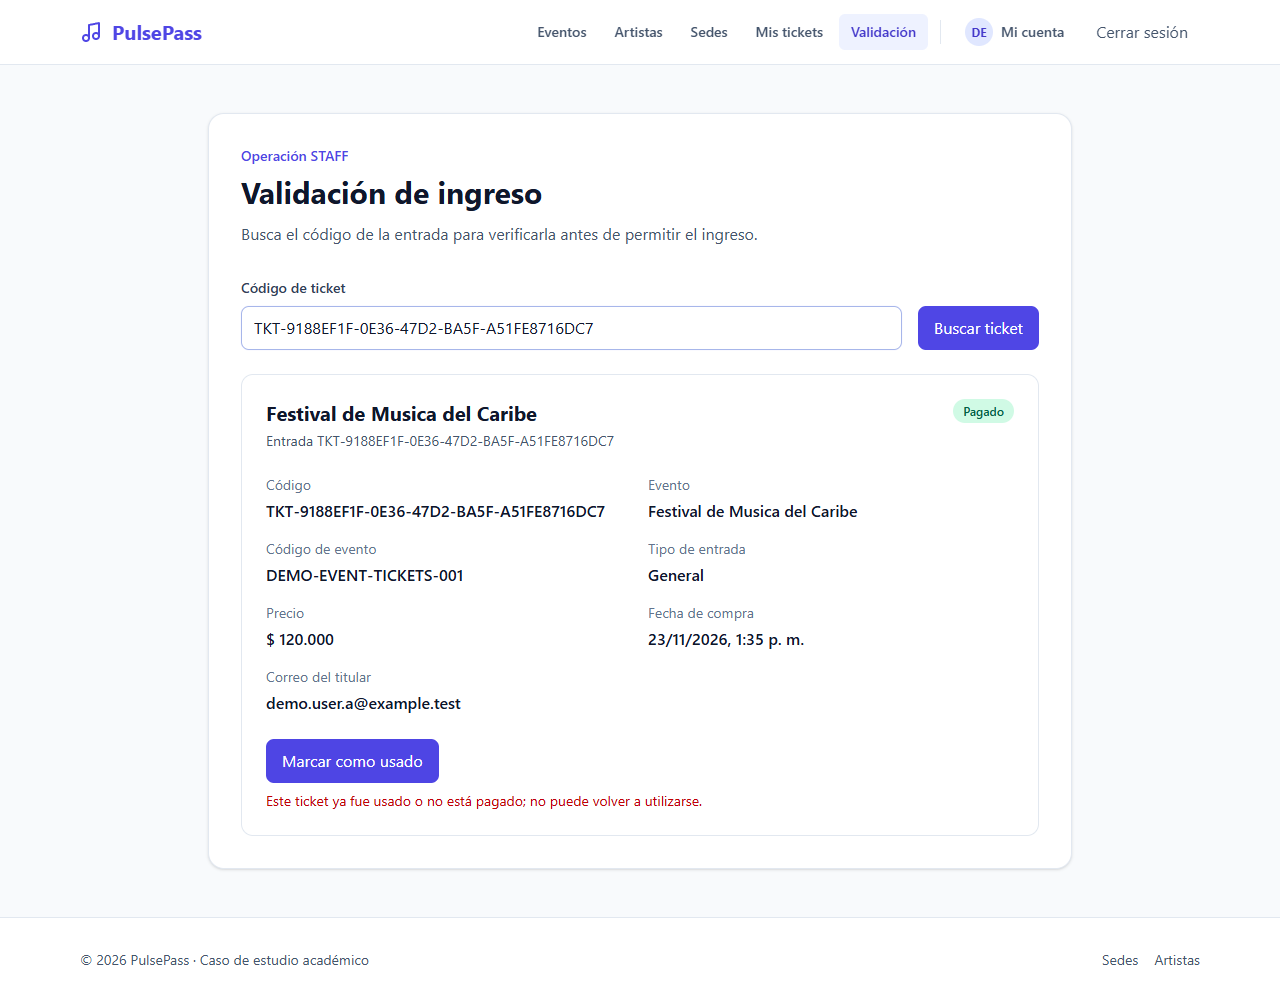 PulsePass
Eventos Artistas Sedes Mis tickets Validación DE Mi cuenta Cerrar sesión
Operación STAFF
Validación de ingreso
Busca el código de la entrada para verificarla antes de permitir el ingreso.
Código de ticket
TKT-9188EF1F-0E36-47D2-BA5F-A51FE8716DC7 Buscar ticket
Festival de Musica del Caribe Pagado
Entrada TKT-9188EF1F-0E36-47D2-BA5F-A51FE8716DC7
Código Evento
TKT-9188EF1F-0E36-47D2-BA5F-A51FE8716DC7 Festival de Musica del Caribe
Código de evento Tipo de entrada
DEMO-EVENT-TICKETS-001 General
Precio Fecha de compra
$ 120.000 23/11/2026, 1:35 p. m.
Correo del titular
demo.user.a@example.test
Marcar como usado
Este ticket ya fue usado o no está pagado; no puede volver a utilizarse.
© 2026 PulsePass · Caso de estudio académico Sedes Artistas